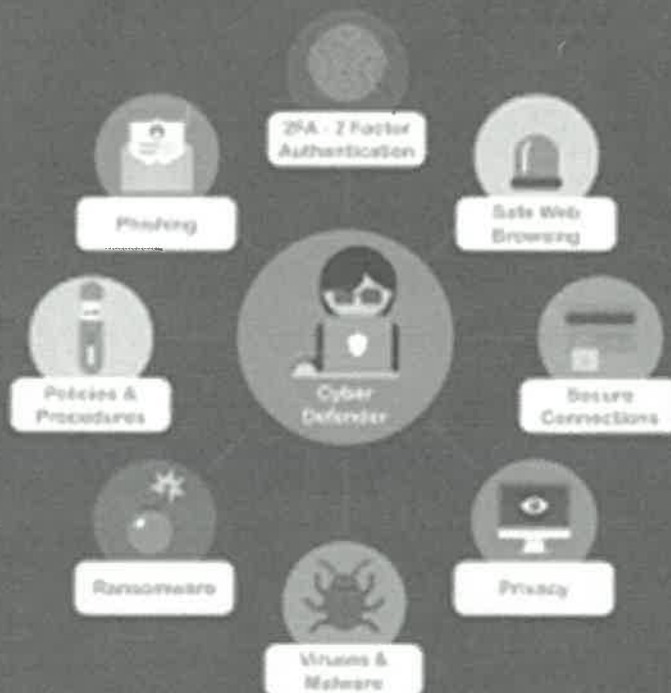 2FA - 2 Factor
Authentication
Phishing
Safe Web
Browsing
Cyber
Defender
Policies &
Procedures
Secure
Connections
Ransomware
Privacy
Viruses &
Malware